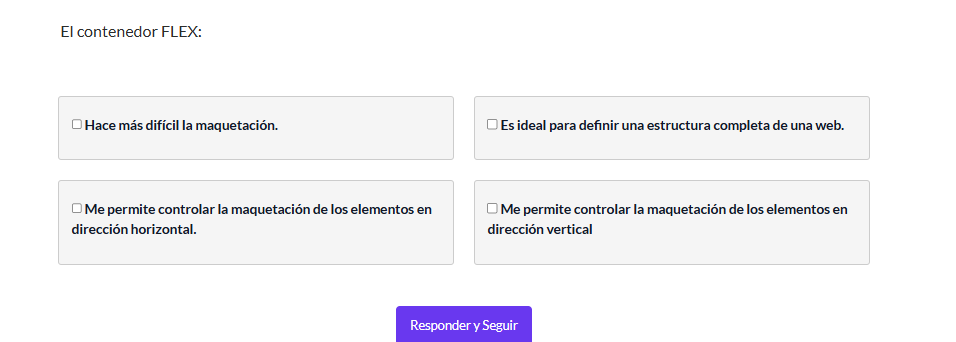 El contenedor FLEX:
Hace más difícil la maquetación.
Es ideal para definir una estructura completa de una web.
Me permite controlar la maquetación de los elementos en
dirección horizontal.
Me permite controlar la maquetación de los elementos en
dirección vertical
Responder y Seguir